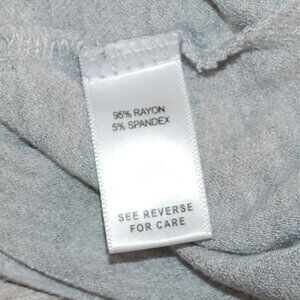 95% RAYON
5% SPANDEX
SEE REVERSE
FOR CARE